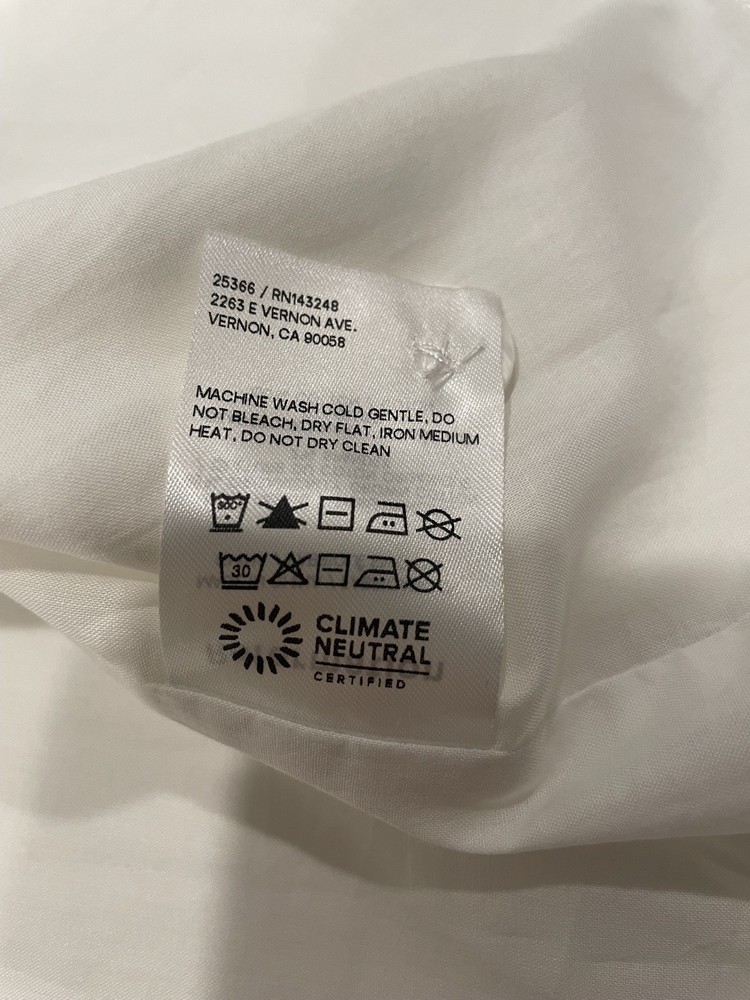 25366 / RN143248
2263 E VERNON AVE.
VERNON, CA 90058
MACHINE WASH COLD GENTLE, DO
NOT BLEACH, DRY FLAT, IRON MEDIUM
HEAT, DO NOT DRY CLEAN
30
CLIMATE
NEUTRAL
CERTIFIED